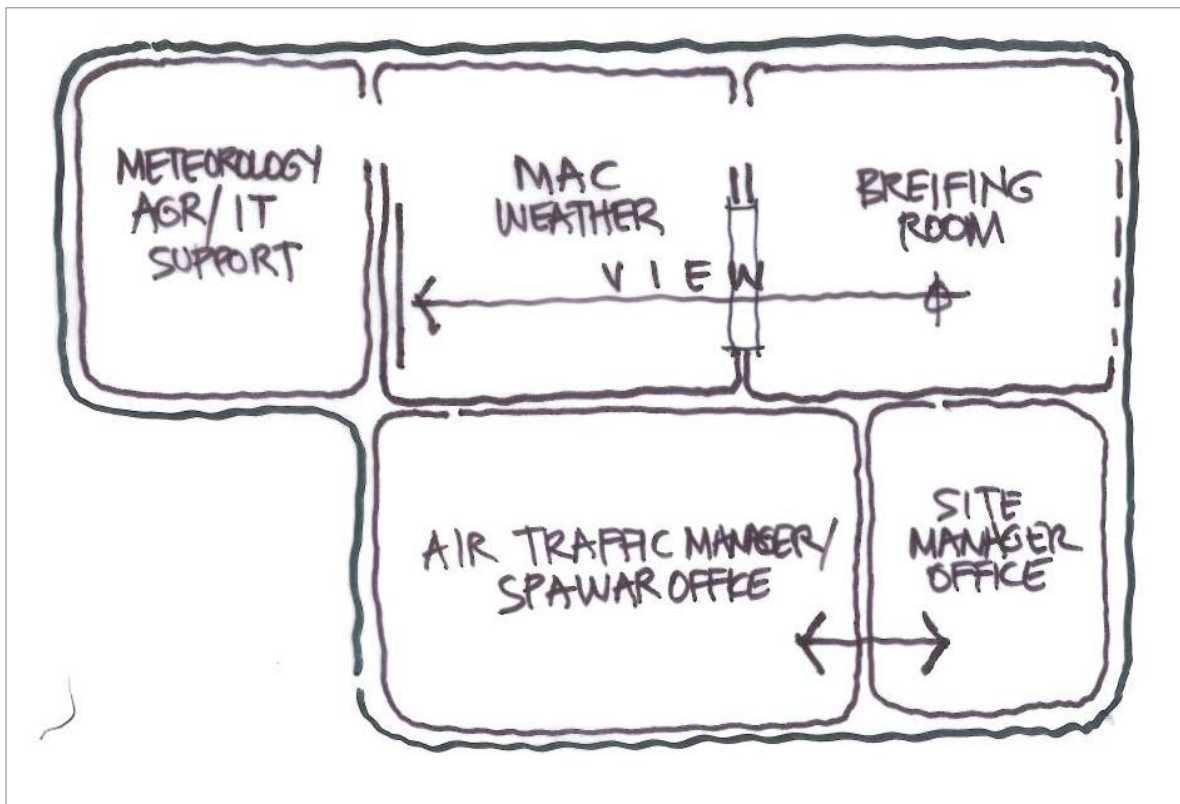 METEOROLOGY
AGR/IT
SUPPORT
MAC
WEATHER
BREIFING
ROOM
VIEW
AIR TRAFFIC MANAGER/
SPAWAR OFFICE
SITE
MANAGER
OFFICE